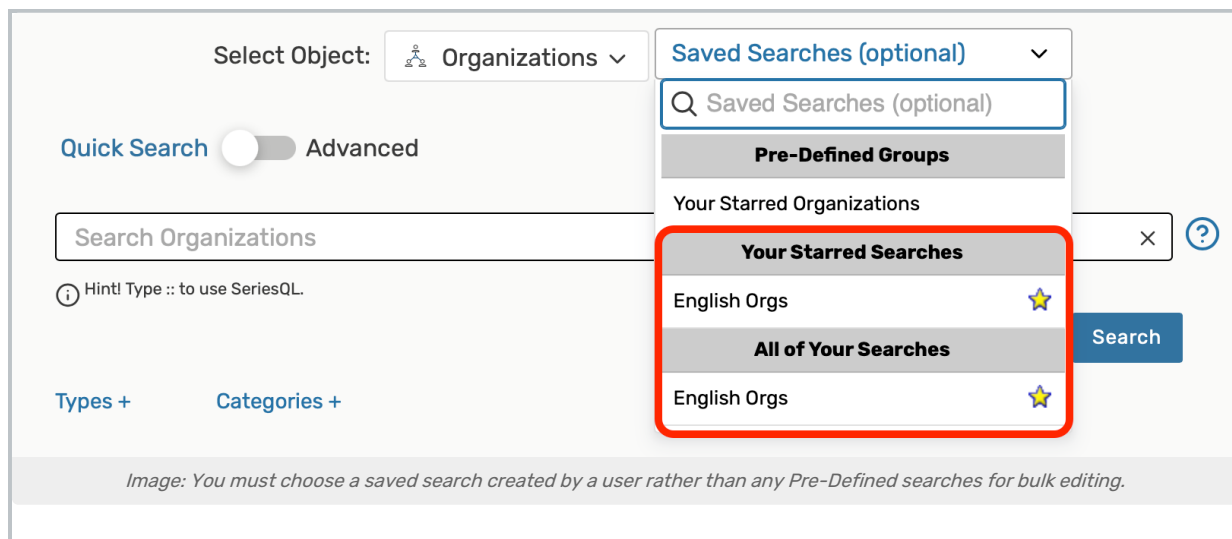 Select Object: Organizations Saved Searches (optional)
Saved Searches (optional)
Quick Search Advanced
Pre-Defined Groups
Your Starred Organizations
Search Organizations
Your Starred Searches
Hint! Type :: to use SeriesQL.
English Orgs
Search
All of Your Searches
Types + Categories +
English Orgs
Image: You must choose a saved search created by a user rather than any Pre-Defined searches for bulk editing.